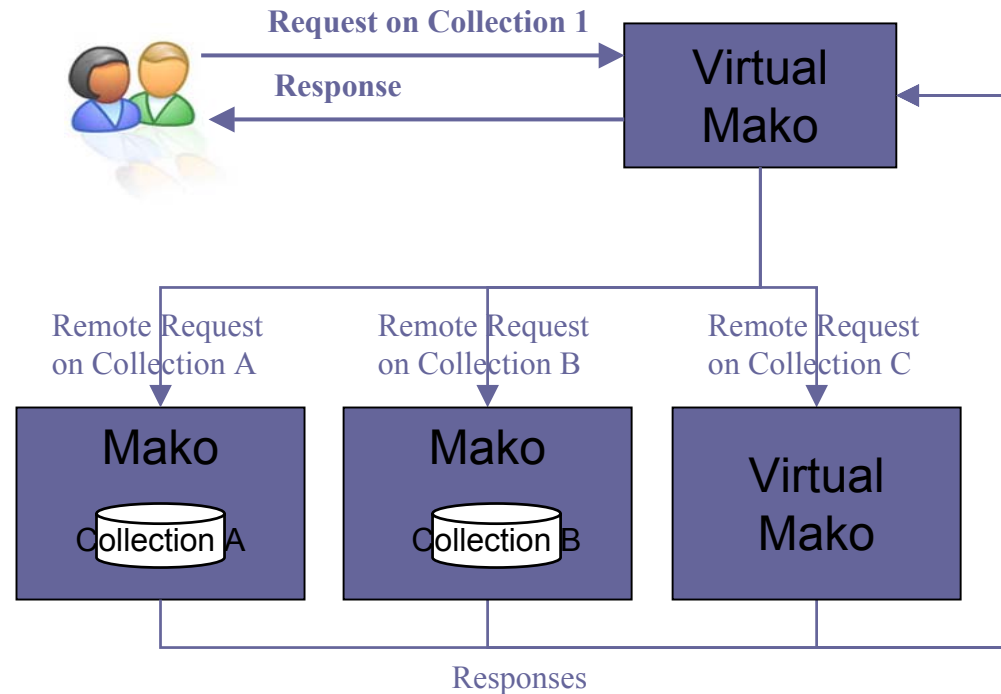 Request on Collection 1
Response
Virtual
Mako
Remote Request
on Collection A
Remote Request
on Collection B
Remote Request
on Collection C
Mako
Collection A
Mako
Collection B
Virtual
Mako
Responses